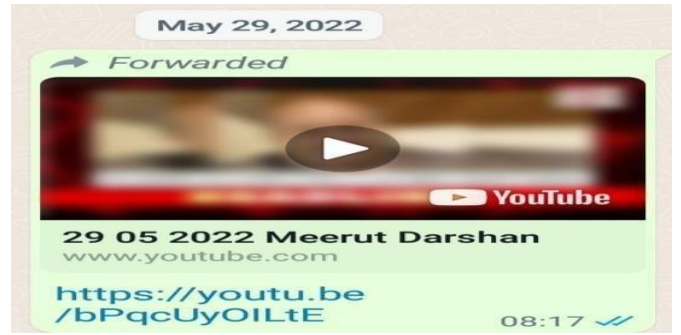 May 29, 2022
Forwarded
YouTube
29 05 2022 Meerut Darshan
www.youtube.com
https://youtu.be
/bPqcUyOILtE
08:17